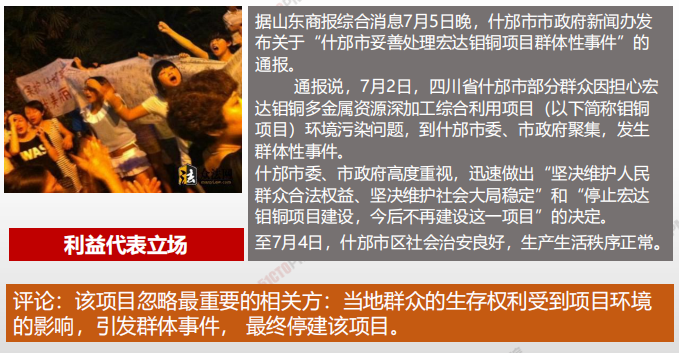 据山东商报综合消息7月5日晚，什邡市市政府新闻办发
布关于“什邡市妥善处理宏达钼铜项目群体性事件”的
通报。
通报说，7月2日，四川省什邡市部分群众因担心宏
达钼铜多金属资源深加工综合利用项目（以下简称钼铜
项目）环境污染问题，到什邡市委、市政府聚集，发生
群体性事件。
什邡市委、市政府高度重视，迅速做出“坚决维护人民
群众合法权益、坚决维护社会大局稳定”和“停止宏达
钼铜项目建设，今后不再建设这一项目”的决定。
至7月4日，什邡市区社会治安良好，生产生活秩序正常。
利益代表立场
评论：该项目忽略最重要的相关方：当地群众的生存权利受到项目环境
的影响，引发群体事件， 最终停建该项目。